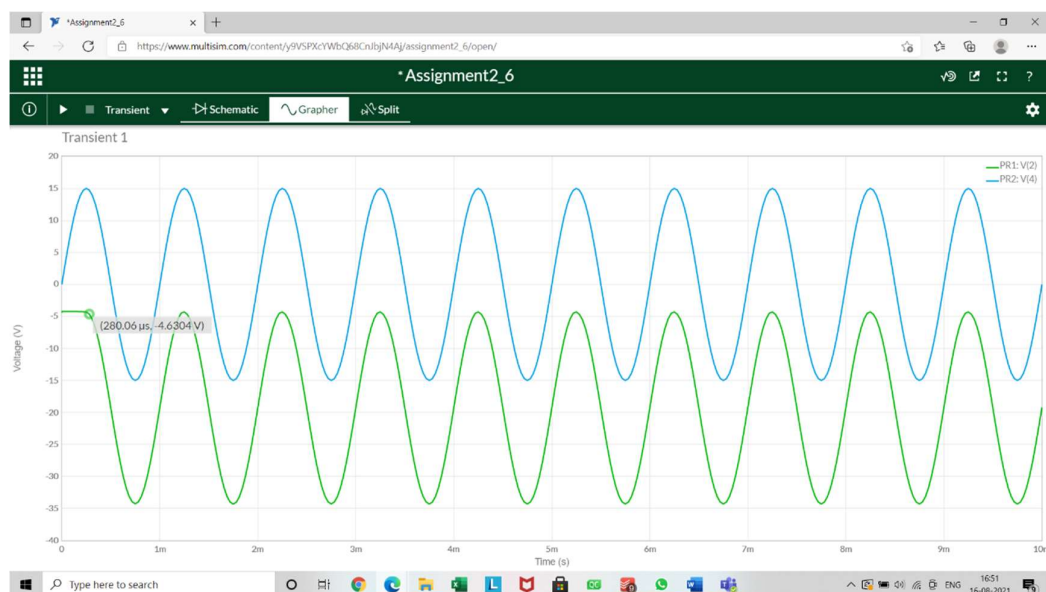 *Assignment2_6
https://www.multisim.com/content/y9VSPXcYWbQ68CnJbjN4Aj/assignment2_6/open/
*Assignment2_6
Transient
Schematic
Grapher
Split
Transient 1
PR1: V(2)
PR2: V(4)
20
15
10
5
0
-5
-10
-15
-20
-25
-30
-35
-40
Voltage (V)
(280.06 µs, -4.6304 V)
0 1m 2m 3m 4m 5m 6m 7m 8m 9m 10m
Time (s)
Type here to search
ENG
16:51
16-08-2021